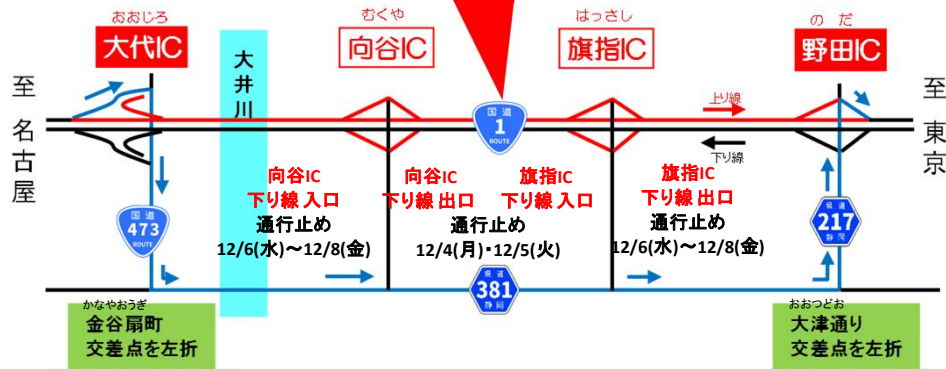 おおじろ
大代IC
むくや
向谷IC
はっさし
旗指IC
のだ
野田IC
至名古屋
大井川
至東京
国道
1
ROUTE
上り線
下り線
向谷IC
下り線 入口
通行止め
12/6(水)~12/8(金)
向谷IC
下り線 出口
旗指IC
下り線 入口
通行止め
12/4(月)・12/5(火)
旗指IC
下り線 出口
通行止め
12/6(水)~12/8(金)
国道
473
ROUTE
県道
217
静岡
県道
381
静岡
かなやおうぎ
金谷扇町
交差点を左折
おおつどお
大津通り
交差点を左折